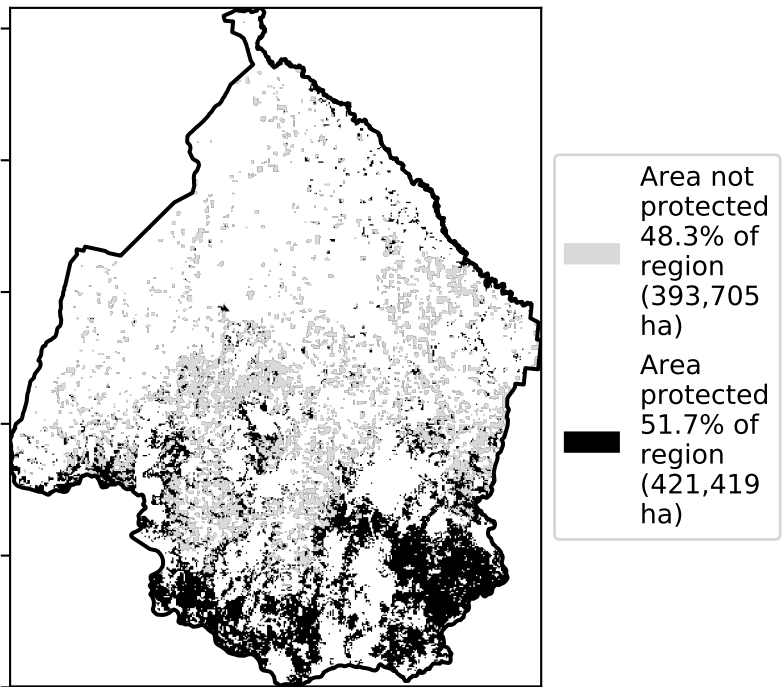 Area not
protected
48.3% of
region
(393,705
ha)
Area
protected
51.7% of
region
(421,419
ha)